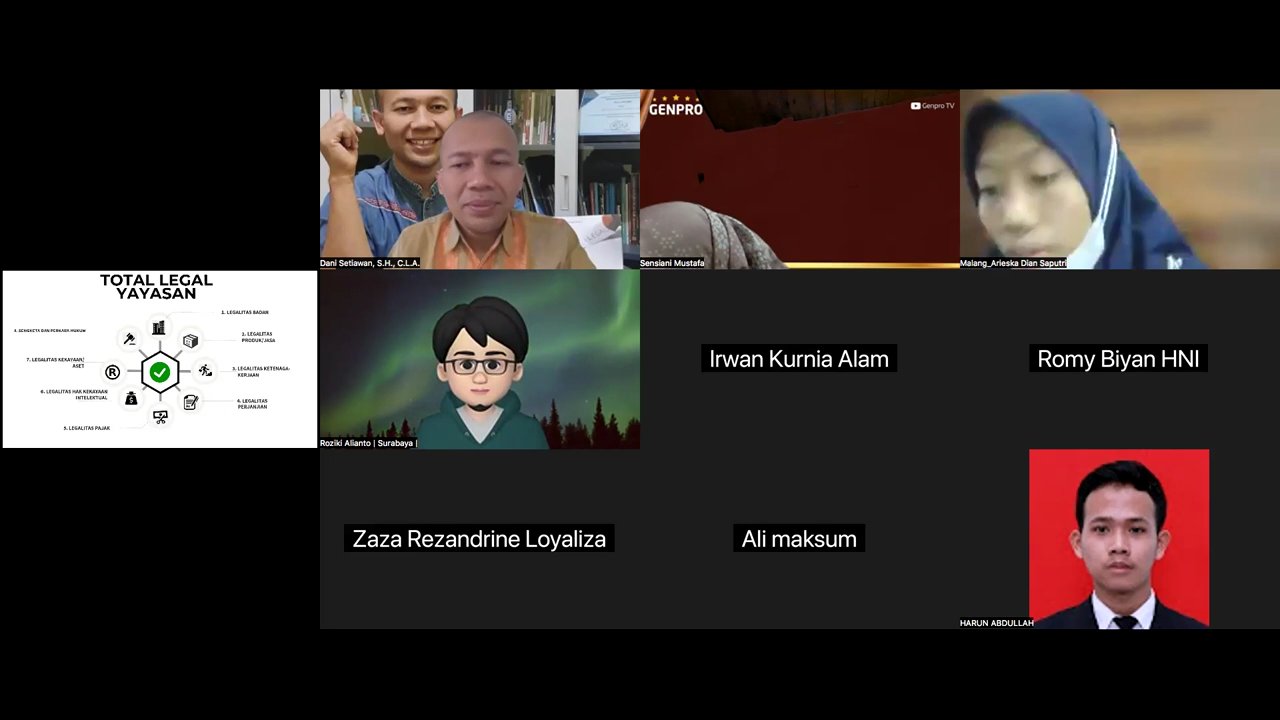 TOTAL LEGAL
YAYASAN
1. LEGALITAS BADAN
2. LEGALITAS
PRODUK/JASA
3. LEGALITAS KETENAGA-
KERJAAN
4. LEGALITAS
PERJANJIAN
5. LEGALITAS PAJAK
6. LEGALITAS HAK KEKAYAAN
INTELEKTUAL
7. LEGALITAS KEKAYAAN/
ASET
8. SENGKETA DAN PERKARA HUKUM
R
Dani Setiawan, S.H., C.L.A.
GENPRO
Genpro TV
Sensiani Mustafa
Malang_Arieska Dian Saputri
Roziki Alianto | Surabaya |
Irwan Kurnia Alam
Romy Biyan HNI
Zaza Rezandrine Loyaliza
Ali maksum
HARUN ABDULLAH